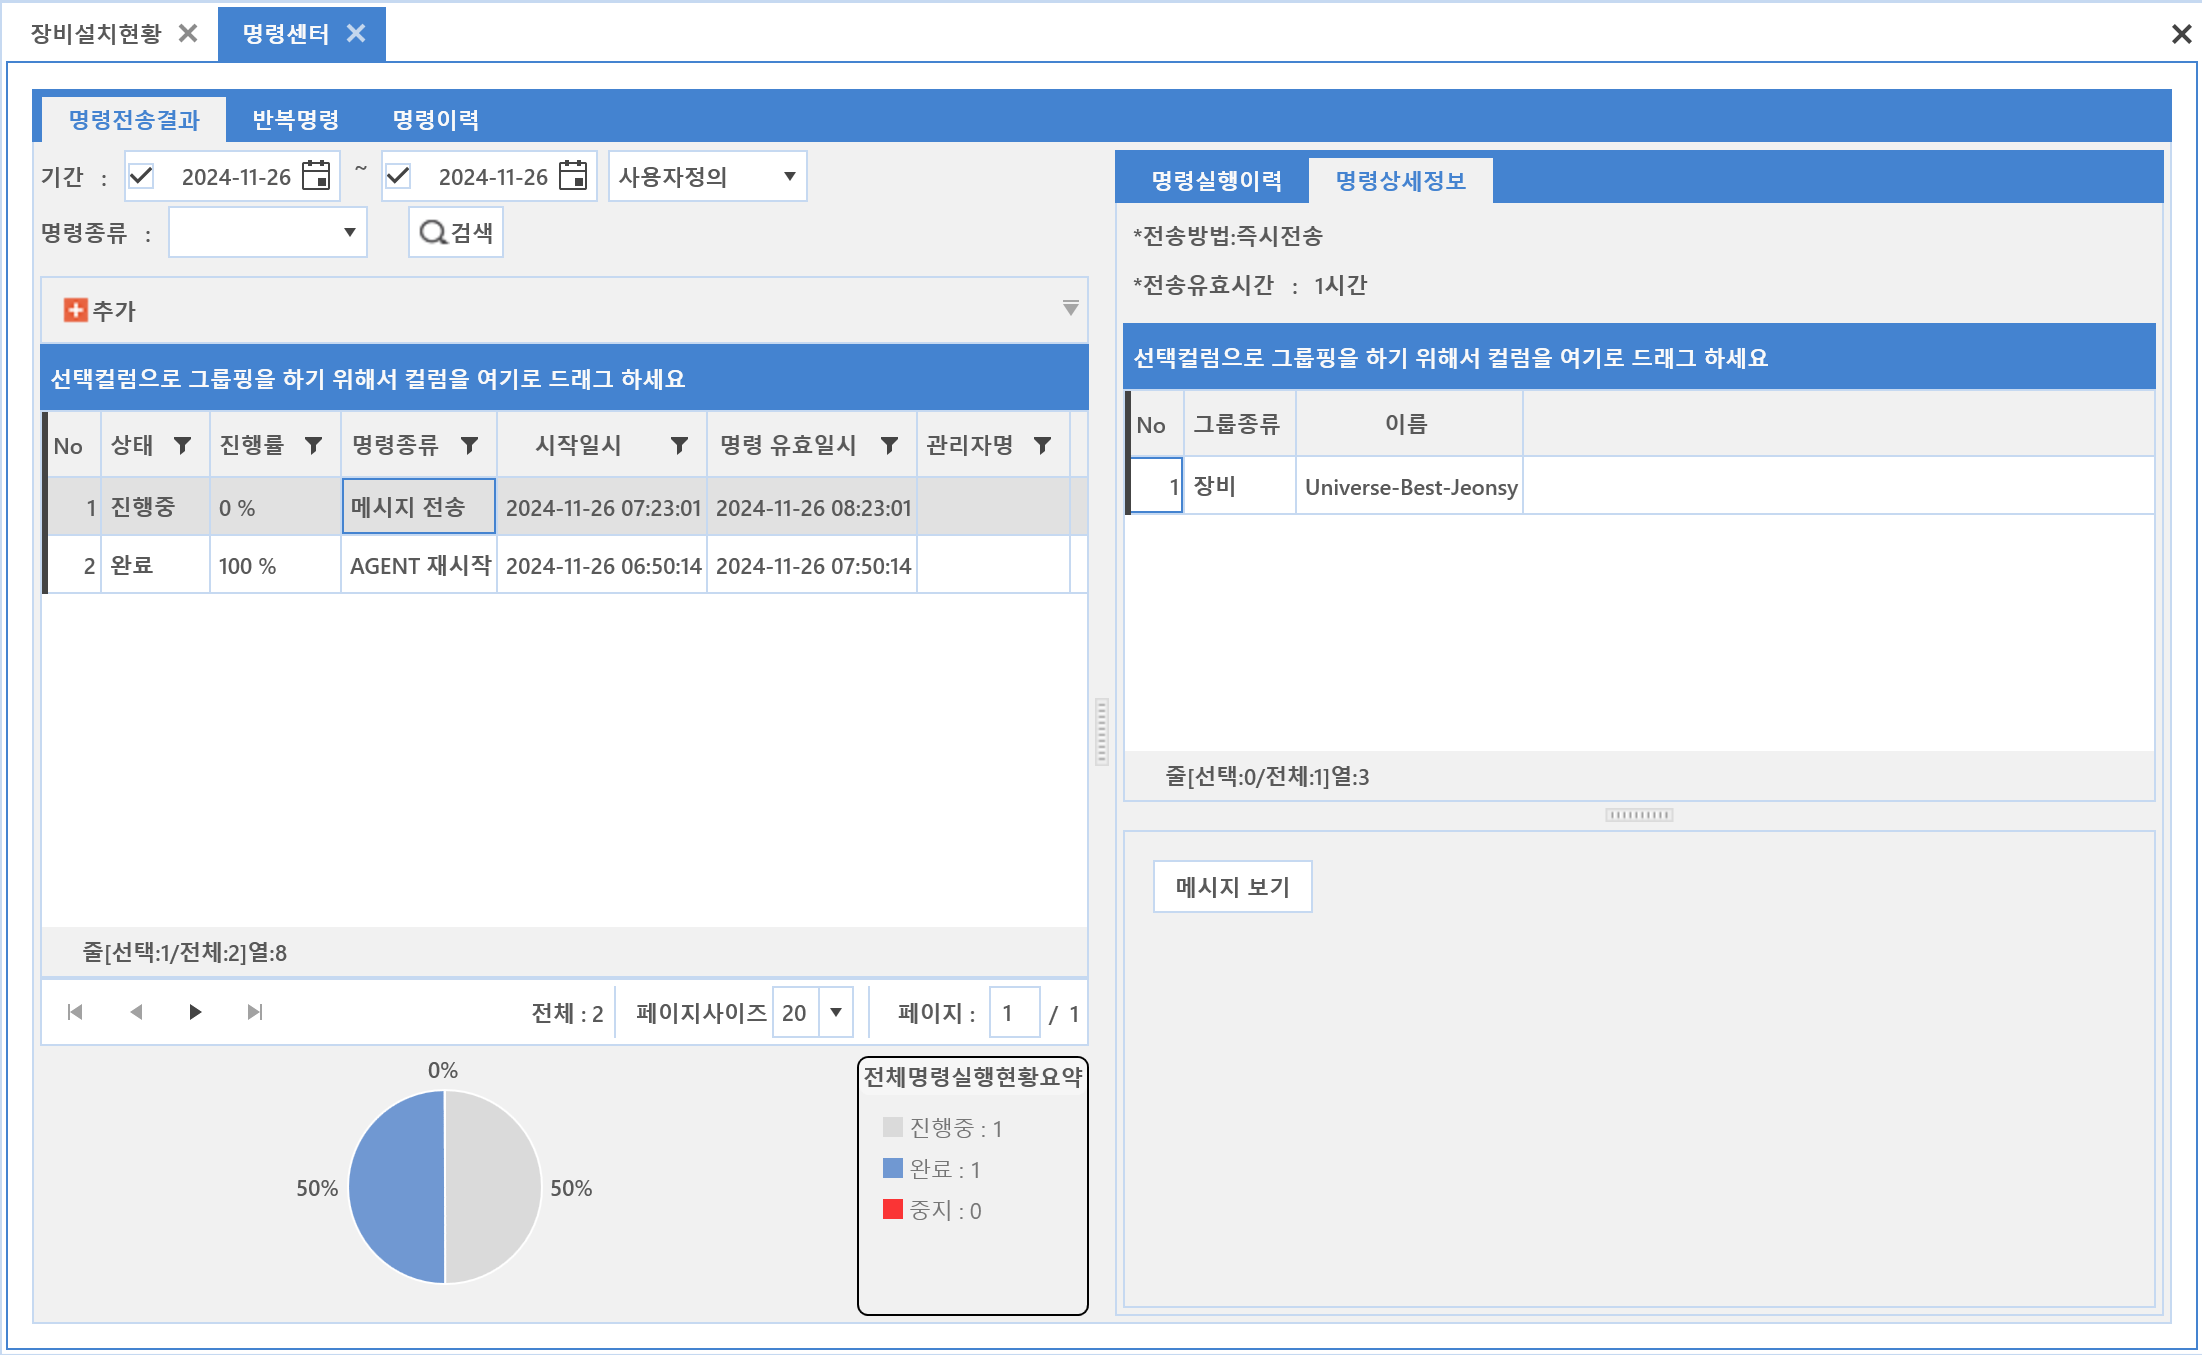 장비설치현황
명령센터
명령전송결과
반복명령
명령이력
기간 : 2024-11-26 ~ 2024-11-26 사용자정의
명령종류 : 검색
추가
선택컬럼으로 그룹핑을 하기 위해서 컬럼을 여기로 드래그 하세요
No 상태 진행률 명령종류 시작일시 명령 유효일시 관리자명
1 진행중 0 % 메시지 전송 2024-11-26 07:23:01 2024-11-26 08:23:01
2 완료 100 % AGENT 재시작 2024-11-26 06:50:14 2024-11-26 07:50:14
줄[선택:1/전체:2]열:8
전체 : 2 페이지사이즈 20 페이지 : 1 / 1
0%
50%
50%
전체명령실행현황요약
진행중 : 1
완료 : 1
중지 : 0
명령실행이력
명령상세정보
*전송방법:즉시전송
*전송유효시간 : 1시간
선택컬럼으로 그룹핑을 하기 위해서 컬럼을 여기로 드래그 하세요
No 그룹종류 이름
1 장비 Universe-Best-Jeonsy
줄[선택:0/전체:1]열:3
메시지 보기